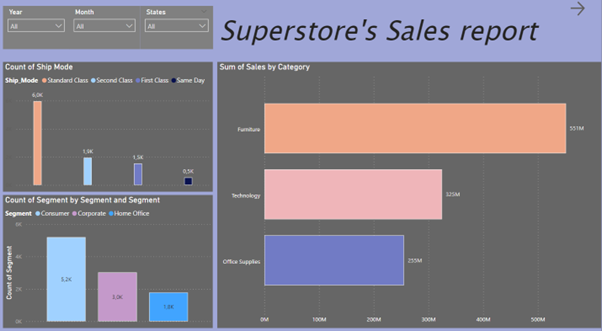 Year
Month
States
All
All
All
Superstore's Sales report
Count of Ship Mode
Ship_Mode Standard Class Second Class First Class Same Day
6,0K
1,9K
1,5K
0,5K
Count of Segment by Segment and Segment
Segment Consumer Corporate Home Office
Count of Segment
6K
4K
2K
0K
5,2K
3,0K
1,8K
Sum of Sales by Category
Furniture
551M
Technology
325M
Office Supplies
255M
0M
100M
200M
300M
400M
500M